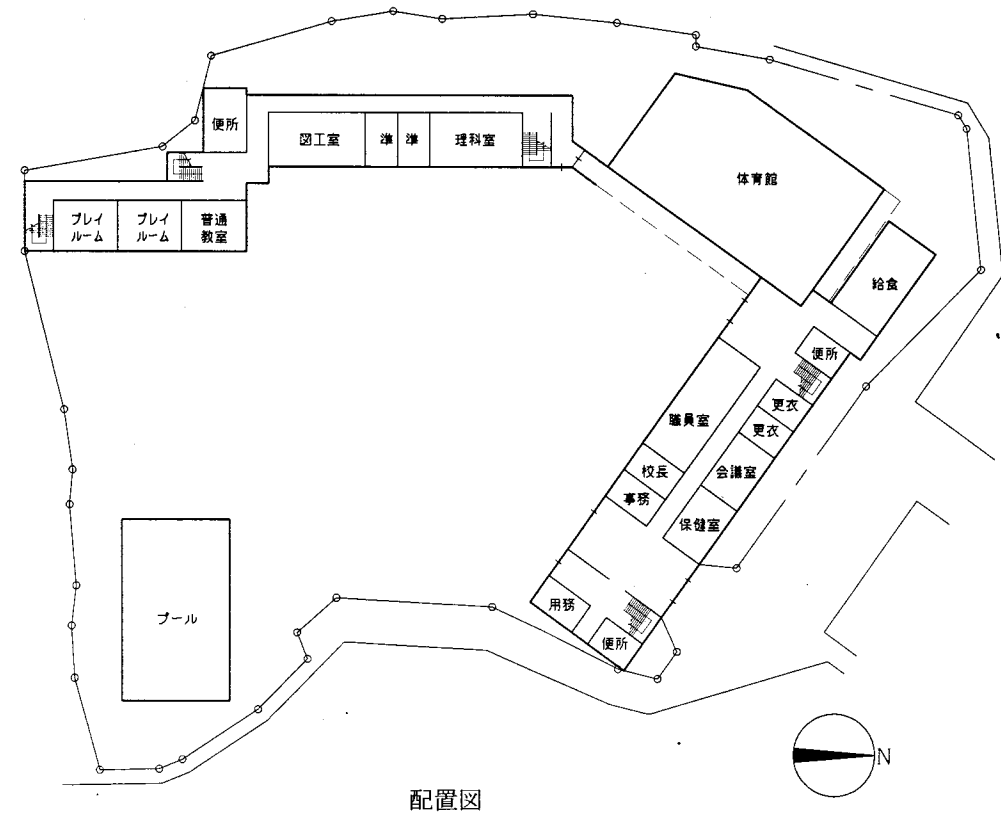 便所
図工室
準
準
理科室
体育館
プレイ
ルーム
プレイ
ルーム
普通
教室
給食
便所
更衣
更衣
職員室
会議室
校長
事務
保健室
用務
便所
プール
N
配置図